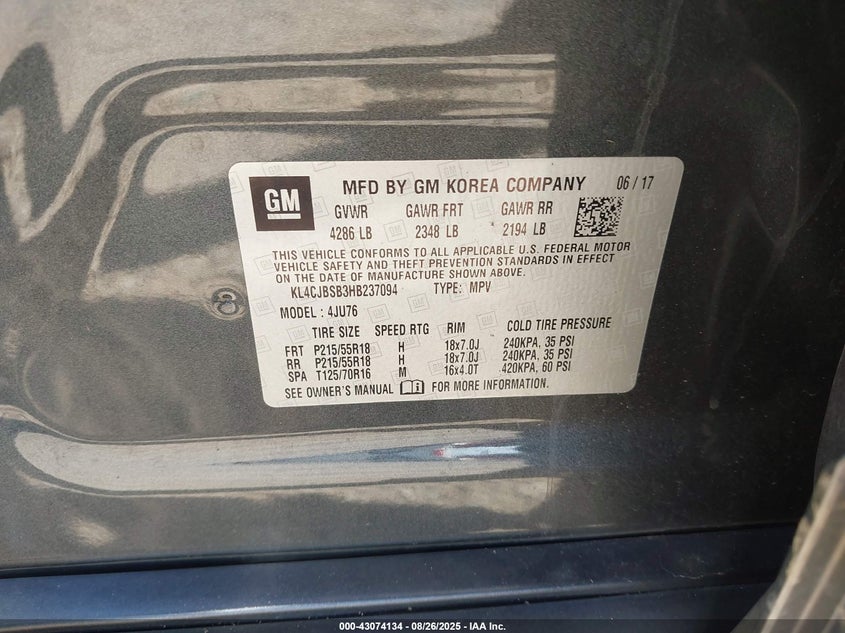 GM
MFD BY GM KOREA COMPANY 06 / 17
GVWR GAWR FRT GAWR RR
4286 LB 2348 LB 2194 LB
THIS VEHICLE CONFORMS TO ALL APPLICABLE U.S. FEDERAL MOTOR
VEHICLE SAFETY AND THEFT PREVENTION STANDARDS IN EFFECT
ON THE DATE OF MANUFACTURE SHOWN ABOVE.
KL4CJBSB3HB237094 TYPE: MPV
MODEL : 4JU76
TIRE SIZE SPEED RTG RIM COLD TIRE PRESSURE
FRT P215/55R18 H 18x7.0J 240KPA, 35 PSI
RR P215/55R18 H 18x7.0J 240KPA, 35 PSI
SPA T125/70R16 M 16x4.0T 420KPA, 60 PSI
SEE OWNER'S MANUAL FOR MORE INFORMATION.
000-43074134 - 08/26/2025 - IAA Inc.